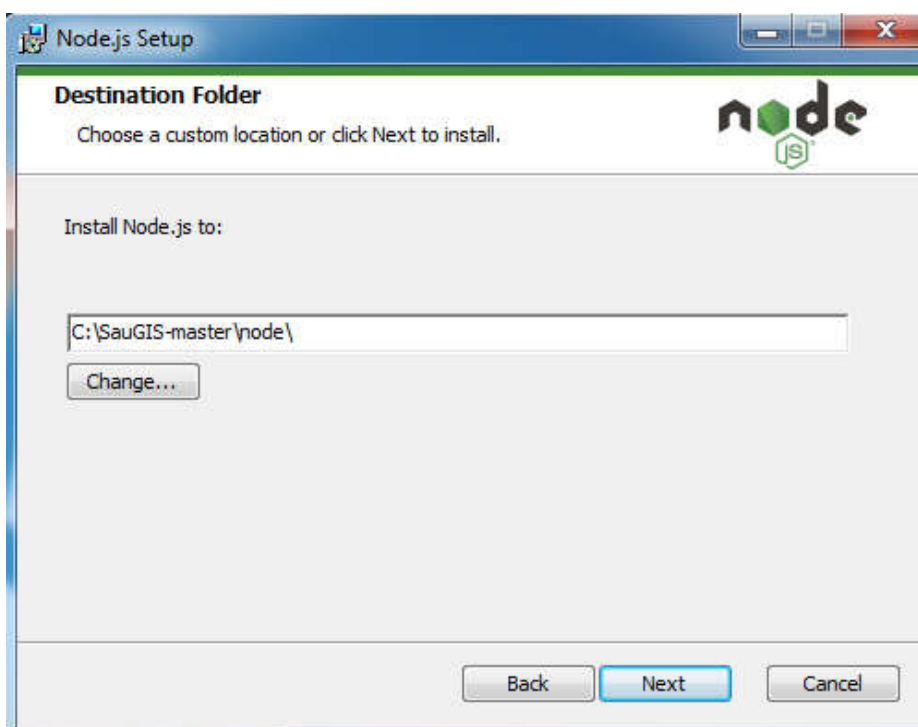 Node.js Setup
Destination Folder
Choose a custom location or click Next to install.
node
JS
Install Node.js to:
C:\SauGIS-master\node\
Change...
Back Next Cancel